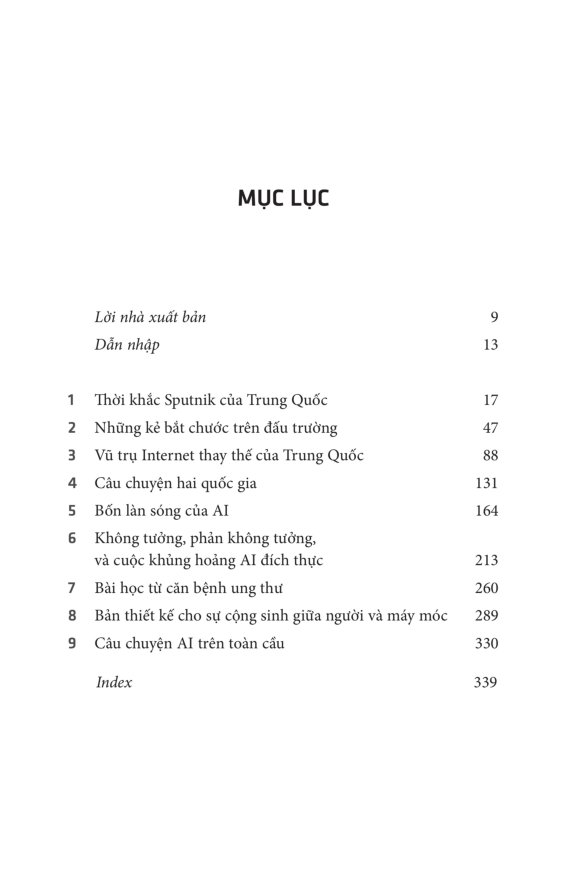 MỤC LỤC
Lời nhà xuất bản 9
Dẫn nhập 13
1 Thời khắc Sputnik của Trung Quốc 17
2 Những kẻ bắt chước trên đấu trường 47
3 Vũ trụ Internet thay thế của Trung Quốc 88
4 Câu chuyện hai quốc gia 131
5 Bốn làn sóng của AI 164
6 Không tưởng, phản không tưởng,
và cuộc khủng hoảng AI đích thực 213
7 Bài học từ căn bệnh ung thư 260
8 Bản thiết kế cho sự cộng sinh giữa người và máy móc 289
9 Câu chuyện AI trên toàn cầu 330
Index 339